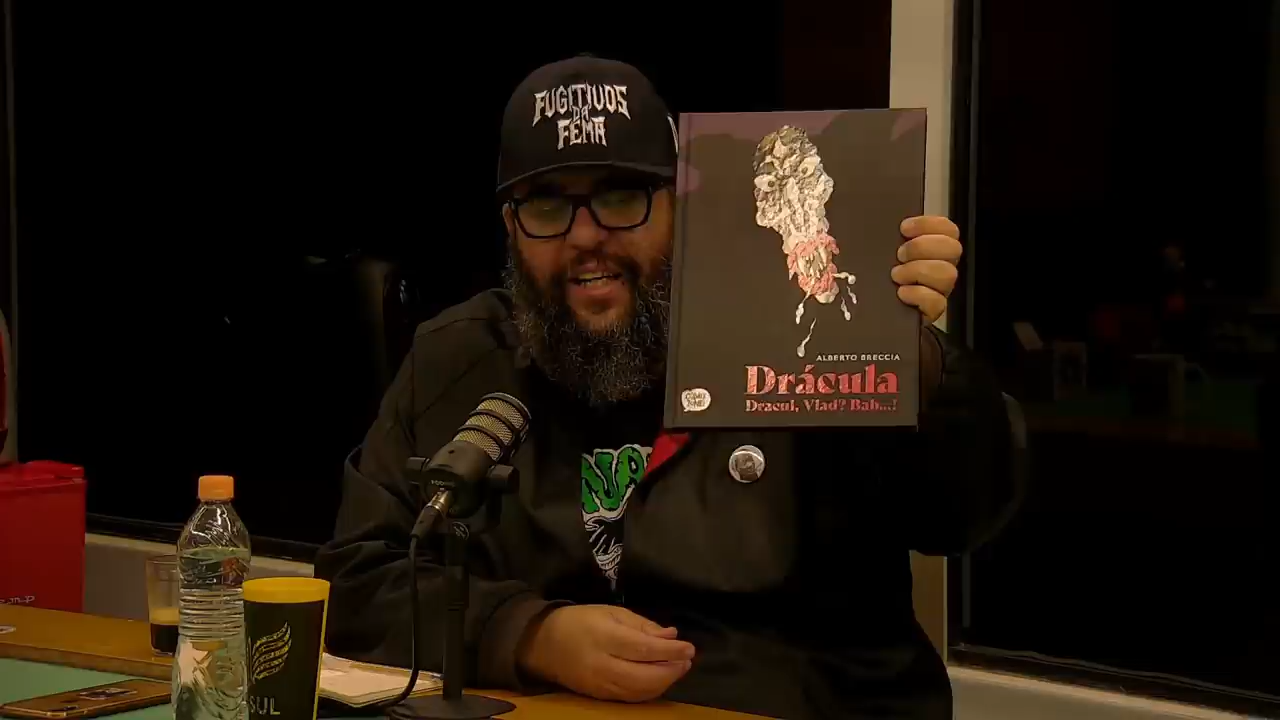 FUGITIVOS
DA
FEMA
ALBERTO BRECCIA
Drácula
Dracul, Vlad? Bah...!
SUL